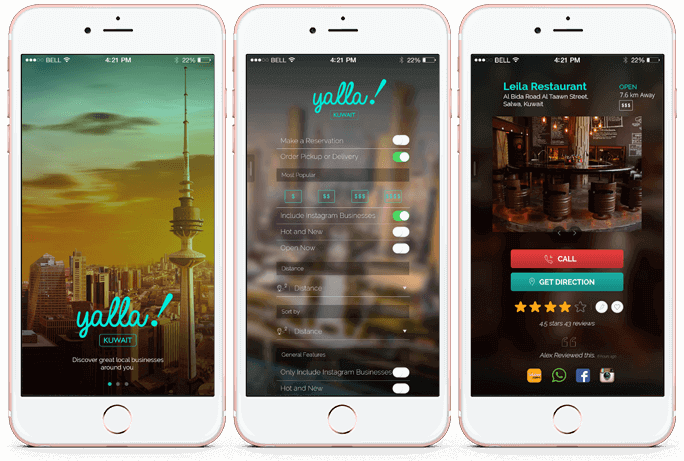 BELL 4:21 PM 22%
yalla!
KUWAIT
Discover great local businesses
around you
BELL 4:21 PM 22%
yalla!
KUWAIT
Make a Reservation
Order Pickup or Delivery
Most Popular
$ $$ $$$ $$$$
Include Instagram Businesses
Hot and New
Open Now
Distance
Distance
Sort by
Distance
General Features
Only Include Instagram Businesses
Hot and New
BELL 4:21 PM 22%
Leila Restaurant
OPEN
Al Bida Road Al Taawn Street,
7.6 km Away
Salwa, Kuwait
$$$
CALL
GET DIRECTION
4.5 stars 43 reviews
Alex Reviewed this.